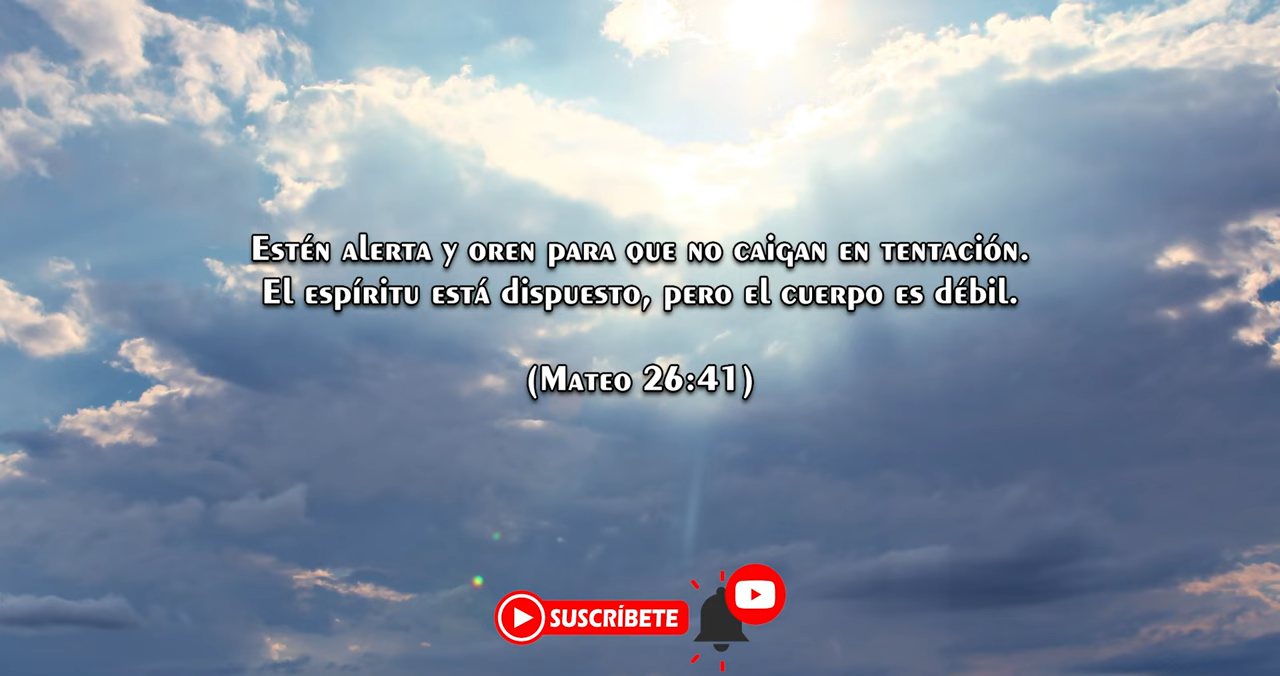 Estén alerta y oren para que no caigan en tentación.
El espíritu está dispuesto, pero el cuerpo es débil.
(Mateo 26:41)
SUSCRÍBETE